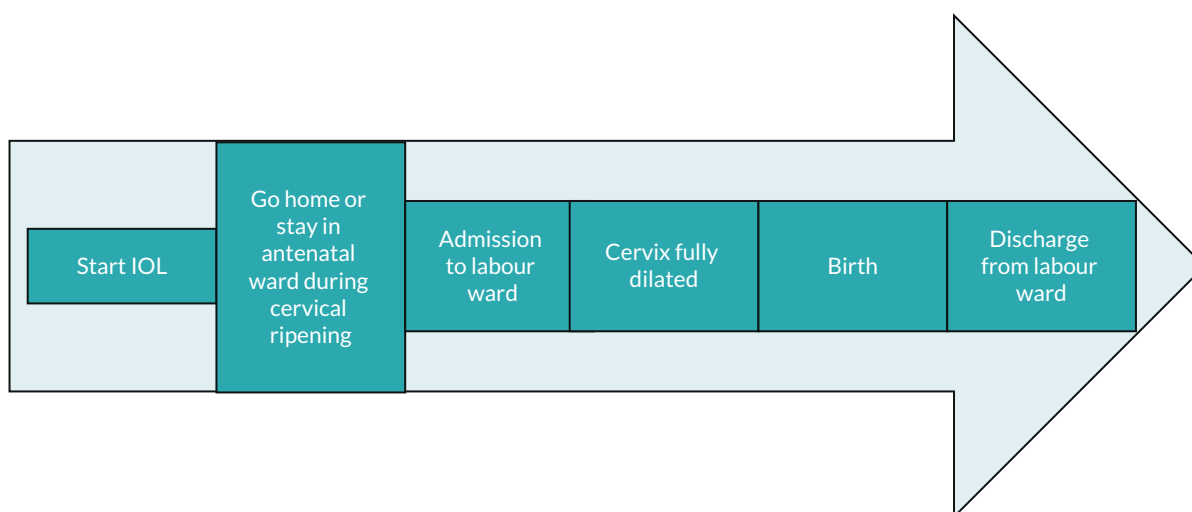 Start IOL
Go home or
stay in
antenatal
ward during
cervical
ripening
Admission
to labour
ward
Cervix fully
dilated
Birth
Discharge
from labour
ward